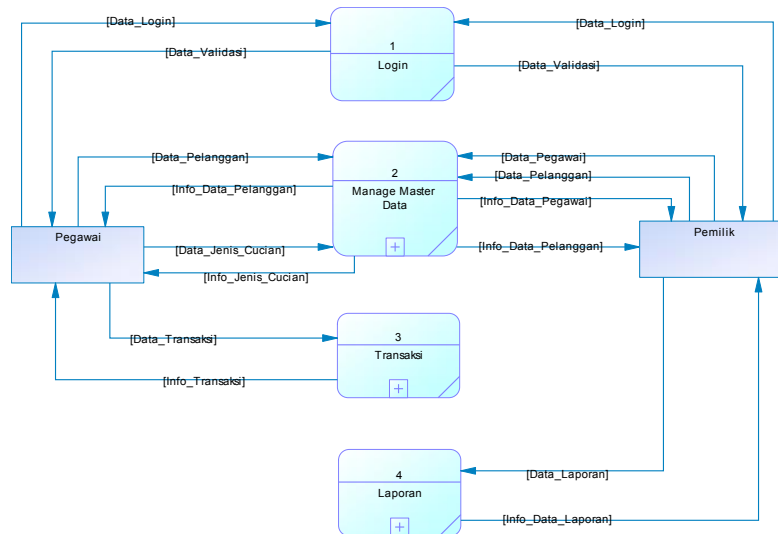 [Data_Login]
[Data_Login]
1
[Data_Validasi]
Login
[Data_Validasi]
[Data_Pelanggan]
[Data_Pegawai]
2
[Data_Pelanggan]
[Info_Data_Pelanggan]
Manage Master
Data
[Info_Data_Pegawai]
Pegawai
Pemilik
[Data_Jenis_Cucian]
[Info_Data_Pelanggan]
[Info_Jenis_Cucian]
3
[Data_Transaksi]
Transaksi
[Info_Transaksi]
4
[Data_Laporan]
Laporan
[Info_Data_Laporan]